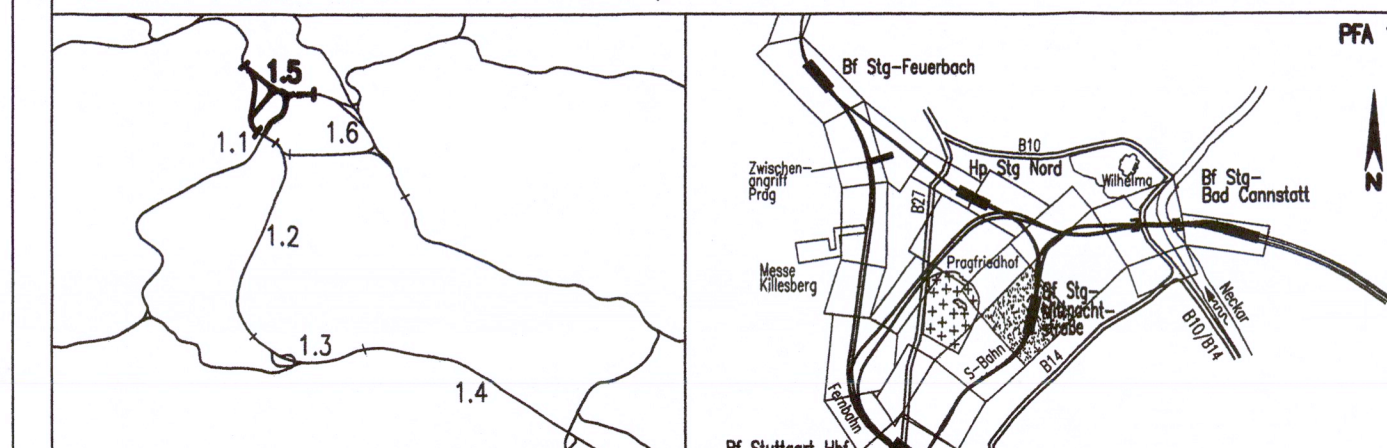 1.5
1.1
1.6
1.2
1.3
1.4
PFA
Bf Stg-Feuerbach
B10
Hp Stg Nord
Wilhelma
Zwischen-
angriff
Prag
B27
Bf Stg-
Bad Cannstatt
N
Messe
Killesberg
Pragfriedhof
Bf Stg-
Mittnacht-
straße
Neckar
B10/B14
S-Bahn
B14
Fernbahn
Bf Stuttgart Hbf